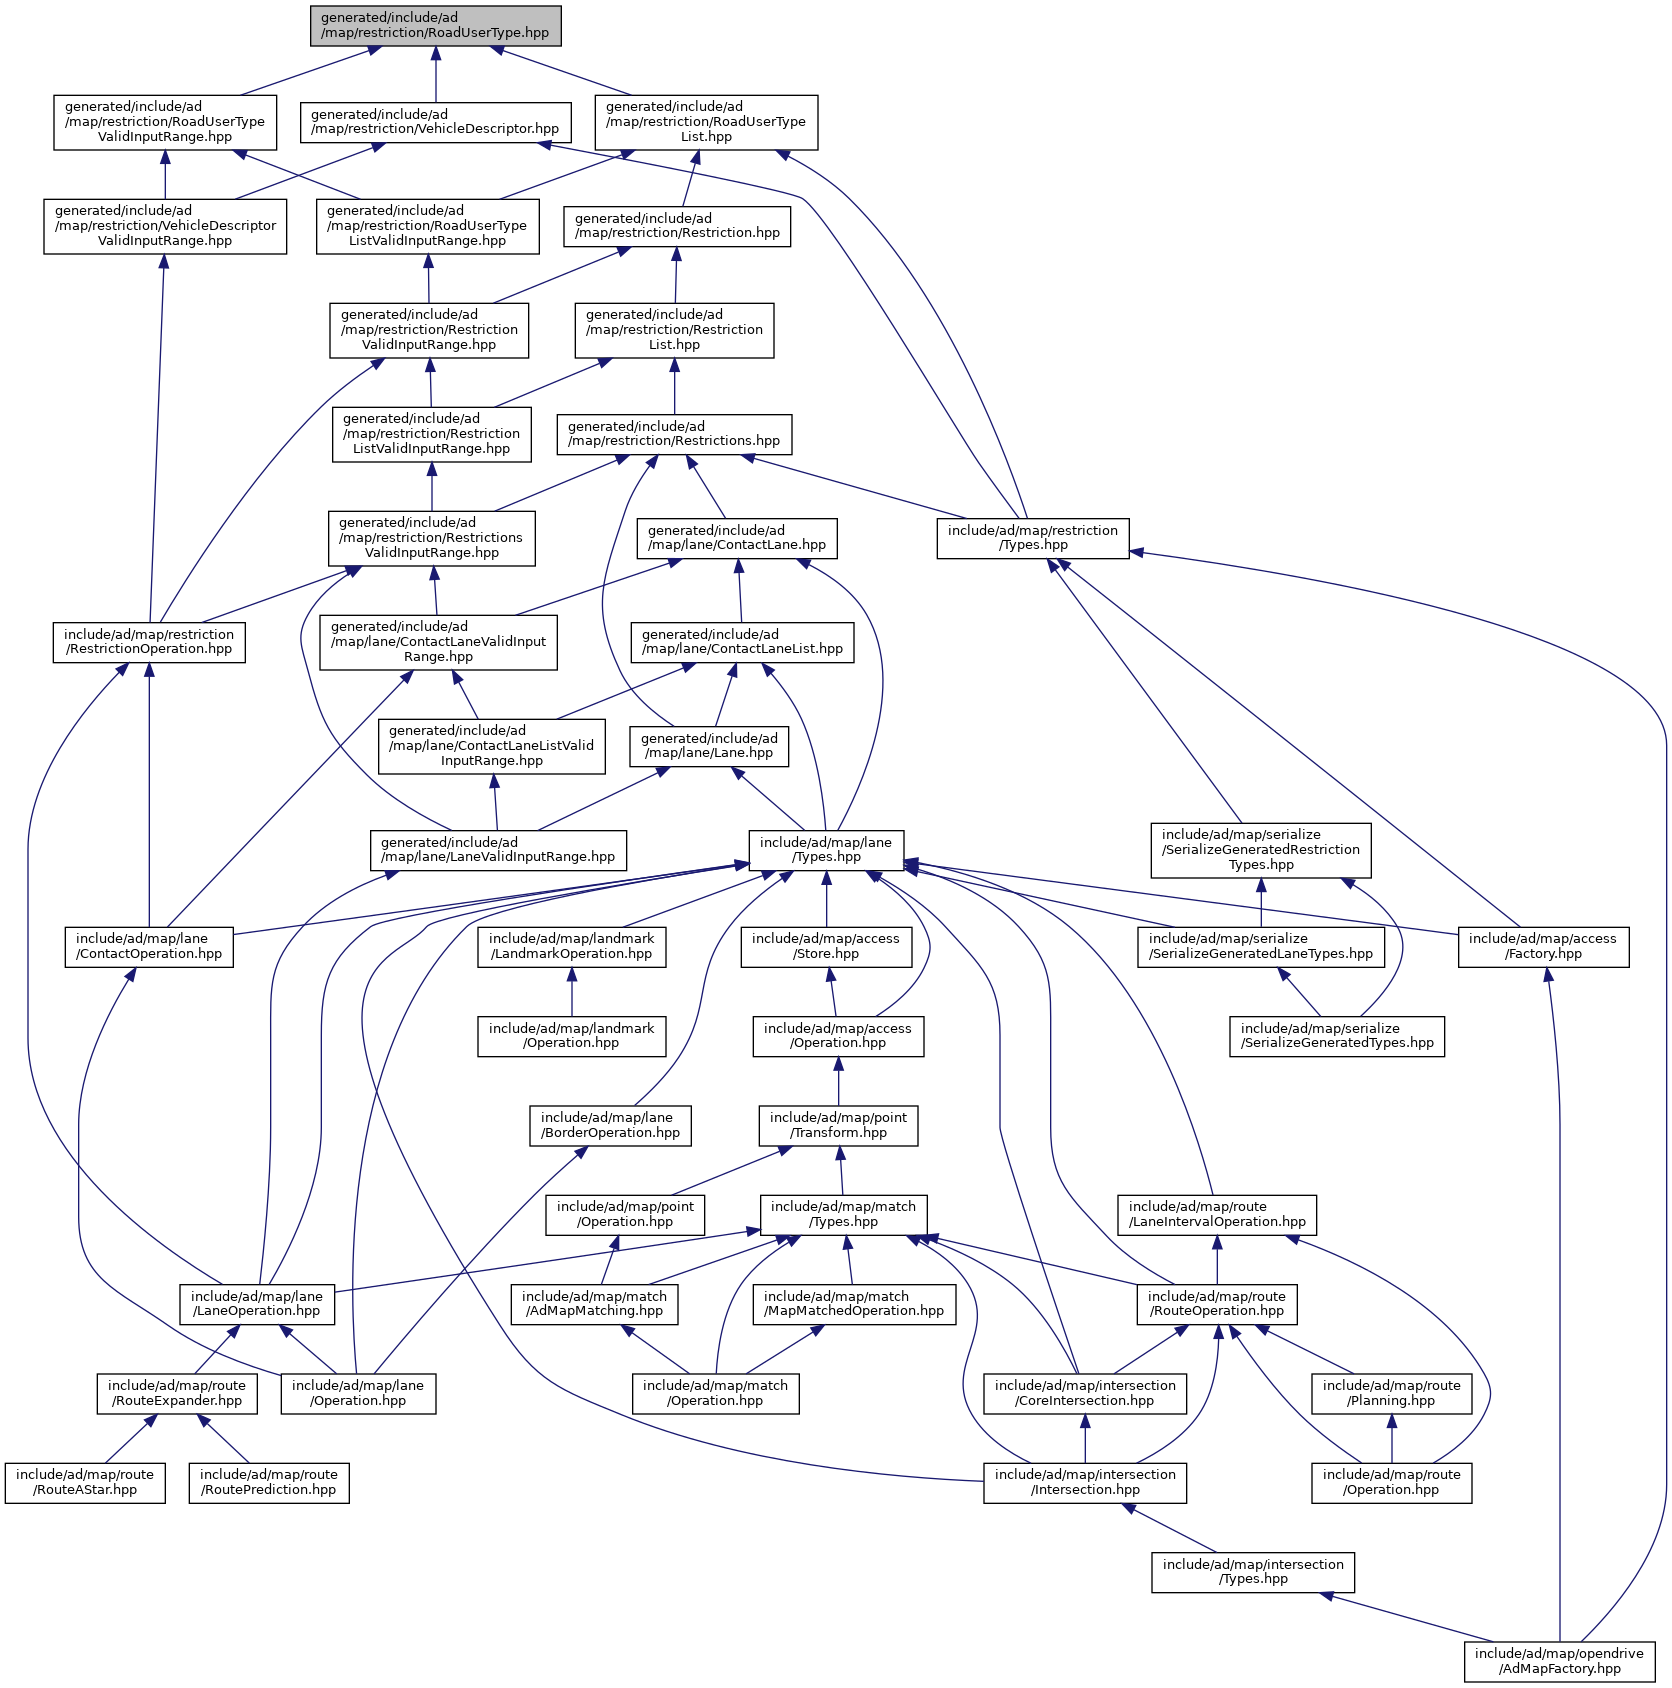 generated/include/ad
/map/restriction/RoadUserType.hpp
generated/include/ad
/map/restriction/RoadUserType
ValidInputRange.hpp
generated/include/ad
/map/restriction/VehicleDescriptor.hpp
generated/include/ad
/map/restriction/RoadUserType
List.hpp
generated/include/ad
/map/restriction/VehicleDescriptor
ValidInputRange.hpp
generated/include/ad
/map/restriction/RoadUserType
ListValidInputRange.hpp
generated/include/ad
/map/restriction/Restriction.hpp
generated/include/ad
/map/restriction/Restriction
ValidInputRange.hpp
generated/include/ad
/map/restriction/Restriction
List.hpp
generated/include/ad
/map/restriction/Restriction
ListValidInputRange.hpp
generated/include/ad
/map/restriction/Restrictions.hpp
generated/include/ad
/map/restriction/Restrictions
ValidInputRange.hpp
generated/include/ad
/map/lane/ContactLane.hpp
include/ad/map/restriction
/Types.hpp
include/ad/map/restriction
/RestrictionOperation.hpp
generated/include/ad
/map/lane/ContactLaneValidInput
Range.hpp
generated/include/ad
/map/lane/ContactLaneList.hpp
generated/include/ad
/map/lane/ContactLaneListValid
InputRange.hpp
generated/include/ad
/map/lane/Lane.hpp
generated/include/ad
/map/lane/LaneValidInputRange.hpp
include/ad/map/lane
/Types.hpp
include/ad/map/serialize
/SerializeGeneratedRestriction
Types.hpp
include/ad/map/lane
/ContactOperation.hpp
include/ad/map/landmark
/LandmarkOperation.hpp
include/ad/map/access
/Store.hpp
include/ad/map/serialize
/SerializeGeneratedLaneTypes.hpp
include/ad/map/access
/Factory.hpp
include/ad/map/landmark
/Operation.hpp
include/ad/map/access
/Operation.hpp
include/ad/map/serialize
/SerializeGeneratedTypes.hpp
include/ad/map/lane
/BorderOperation.hpp
include/ad/map/point
/Transform.hpp
include/ad/map/point
/Operation.hpp
include/ad/map/match
/Types.hpp
include/ad/map/route
/LaneIntervalOperation.hpp
include/ad/map/lane
/LaneOperation.hpp
include/ad/map/match
/AdMapMatching.hpp
include/ad/map/match
/MapMatchedOperation.hpp
include/ad/map/route
/RouteOperation.hpp
include/ad/map/route
/RouteExpander.hpp
include/ad/map/lane
/Operation.hpp
include/ad/map/match
/Operation.hpp
include/ad/map/intersection
/CoreIntersection.hpp
include/ad/map/route
/Planning.hpp
include/ad/map/route
/RouteAStar.hpp
include/ad/map/route
/RoutePrediction.hpp
include/ad/map/intersection
/Intersection.hpp
include/ad/map/route
/Operation.hpp
include/ad/map/intersection
/Types.hpp
include/ad/map/opendrive
/AdMapFactory.hpp